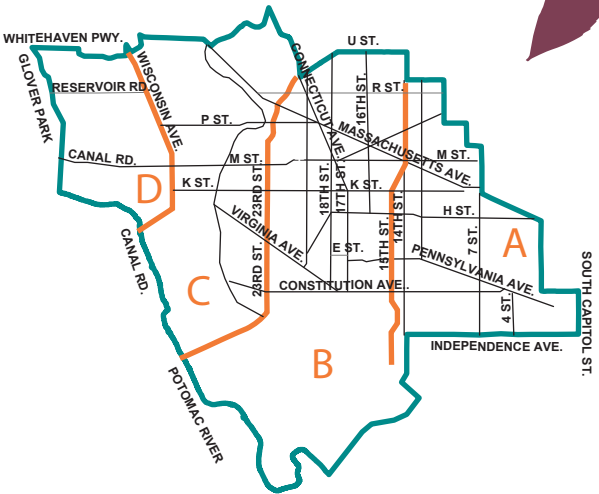 WHITEHAVEN PWY.
U ST.
GLOVER PARK
WISCONSIN AVE.
CONNECTICUT AVE.
RESERVOIR RD.
16TH ST.
R ST.
P ST.
MASSACHUSETTS AVE.
CANAL RD.
M ST.
M ST.
D
K ST.
K ST.
23RD ST.
18TH ST.
17TH ST.
14TH ST.
H ST.
VIRGINIA AVE.
E ST.
15TH ST.
7 ST.
A
PENNSYLVANIA AVE.
CANAL RD.
23RD ST.
C
CONSTITUTION AVE.
4 ST.
SOUTH CAPTOL ST.
INDEPENDENCE AVE.
B
POTOMAC RIVER